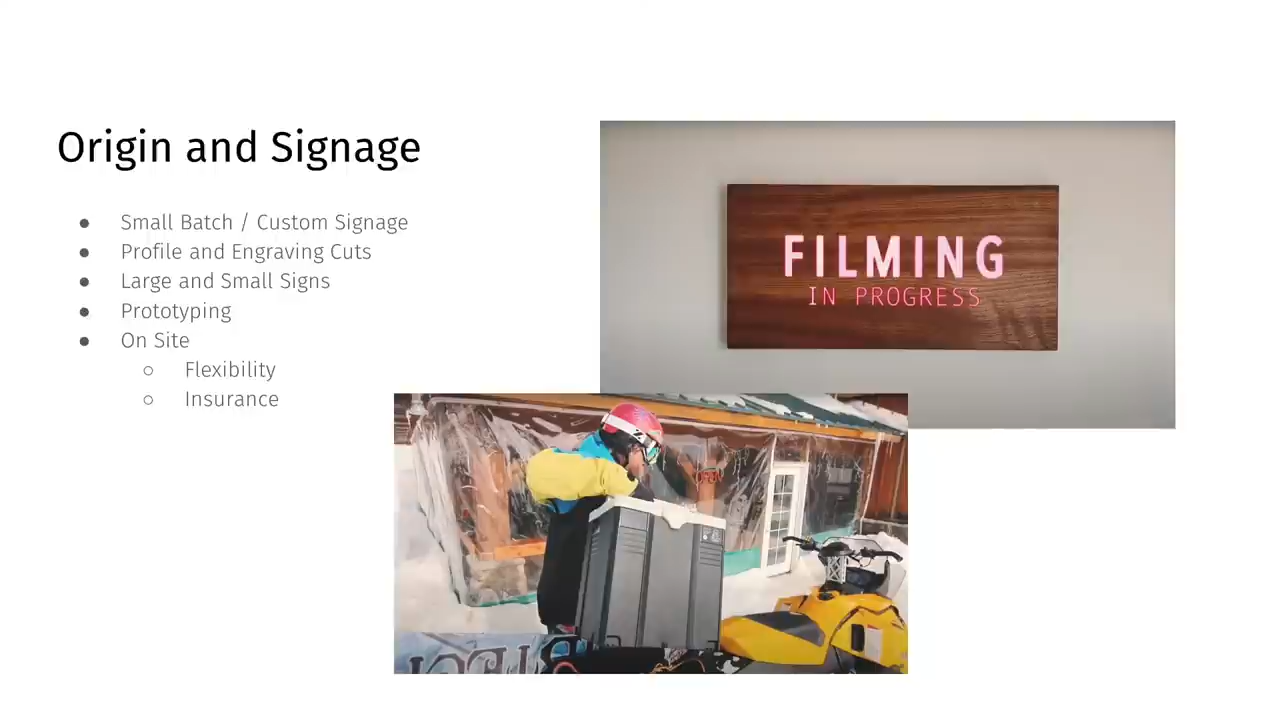 Origin and Signage
● Small Batch / Custom Signage
● Profile and Engraving Cuts
● Large and Small Signs
● Prototyping
● On Site
○ Flexibility
○ Insurance
FILMING
IN PROGRESS
OPEN